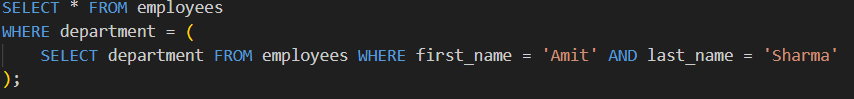 SELECT * FROM employees
WHERE department = (
    SELECT department FROM employees WHERE first_name = 'Amit' AND last_name = 'Sharma'
);